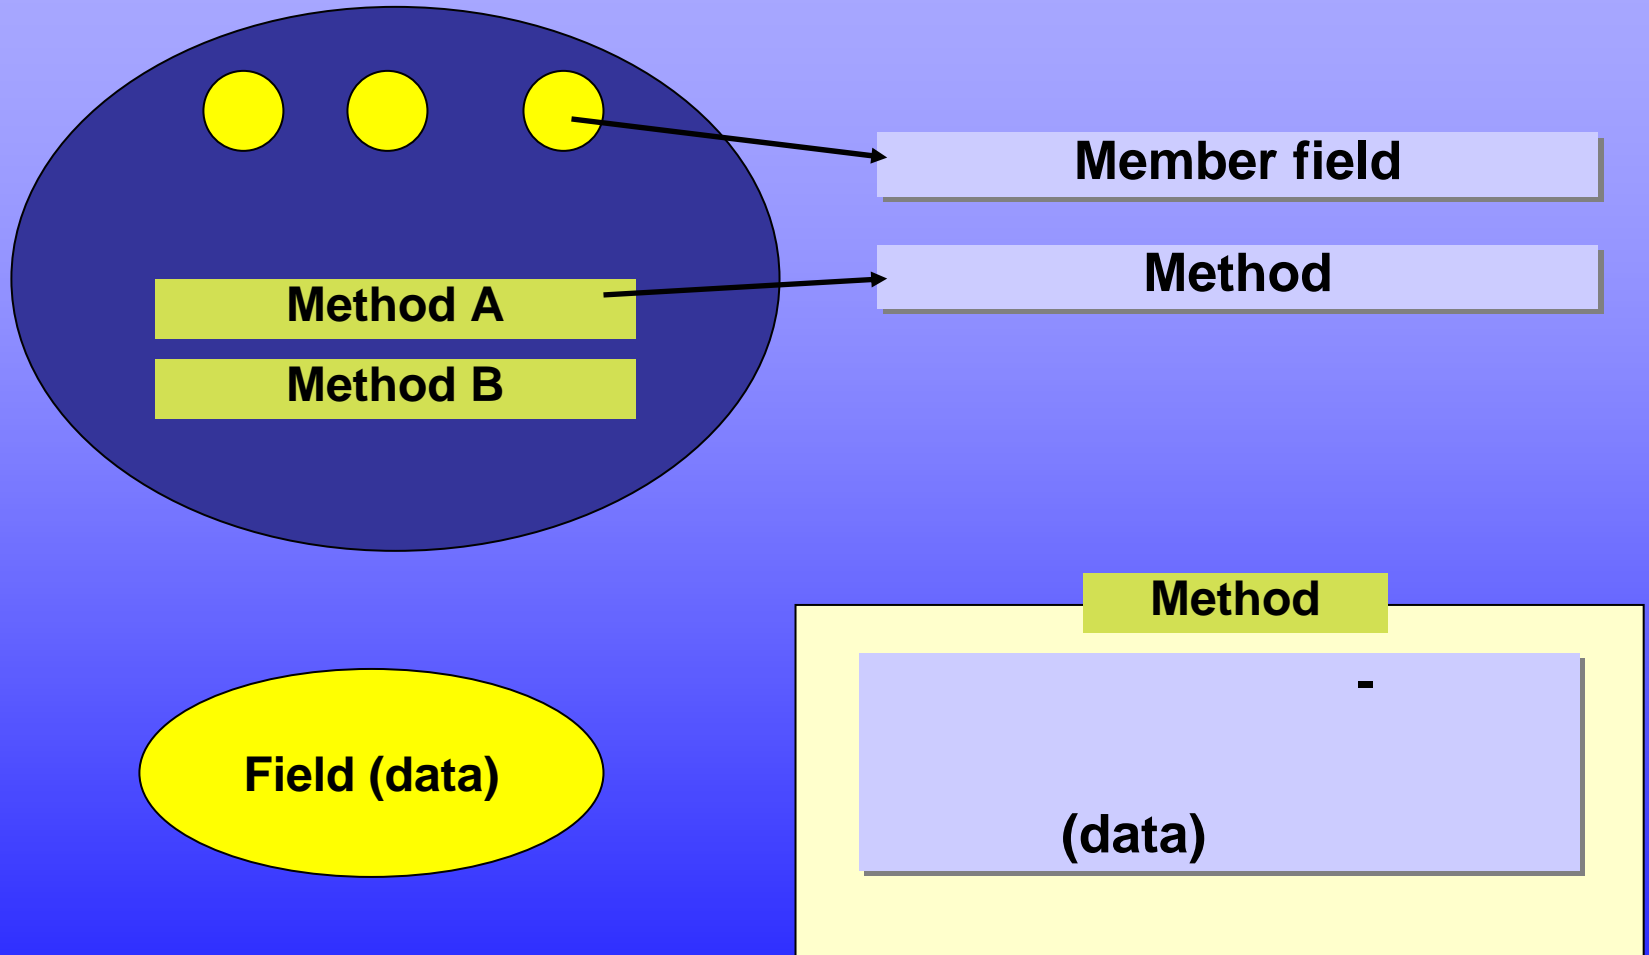 Member field
Method
Method A
Method B
Method
-
Field (data)
(data)